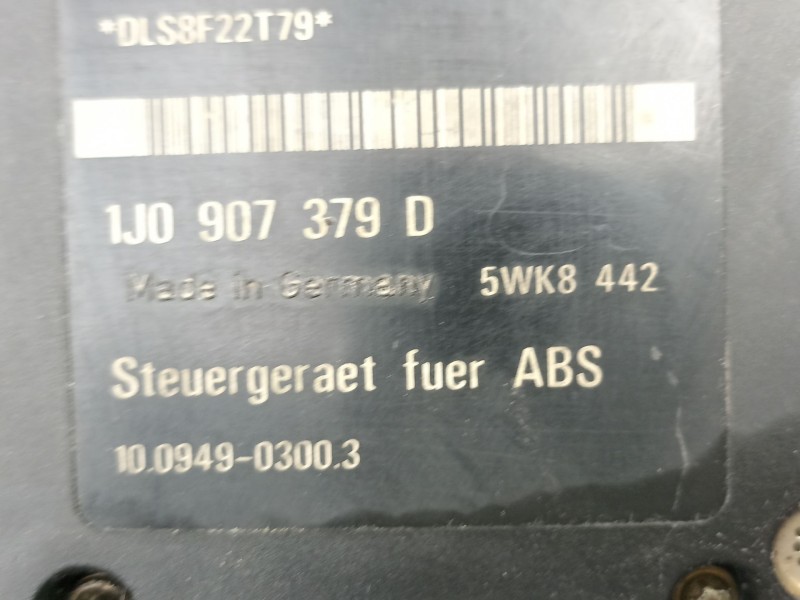 *DLS8F22T79*
1J0 907 379 D
Made in Germany 5WK8 442
Steuergeraet fuer ABS
10.0949-0300.3